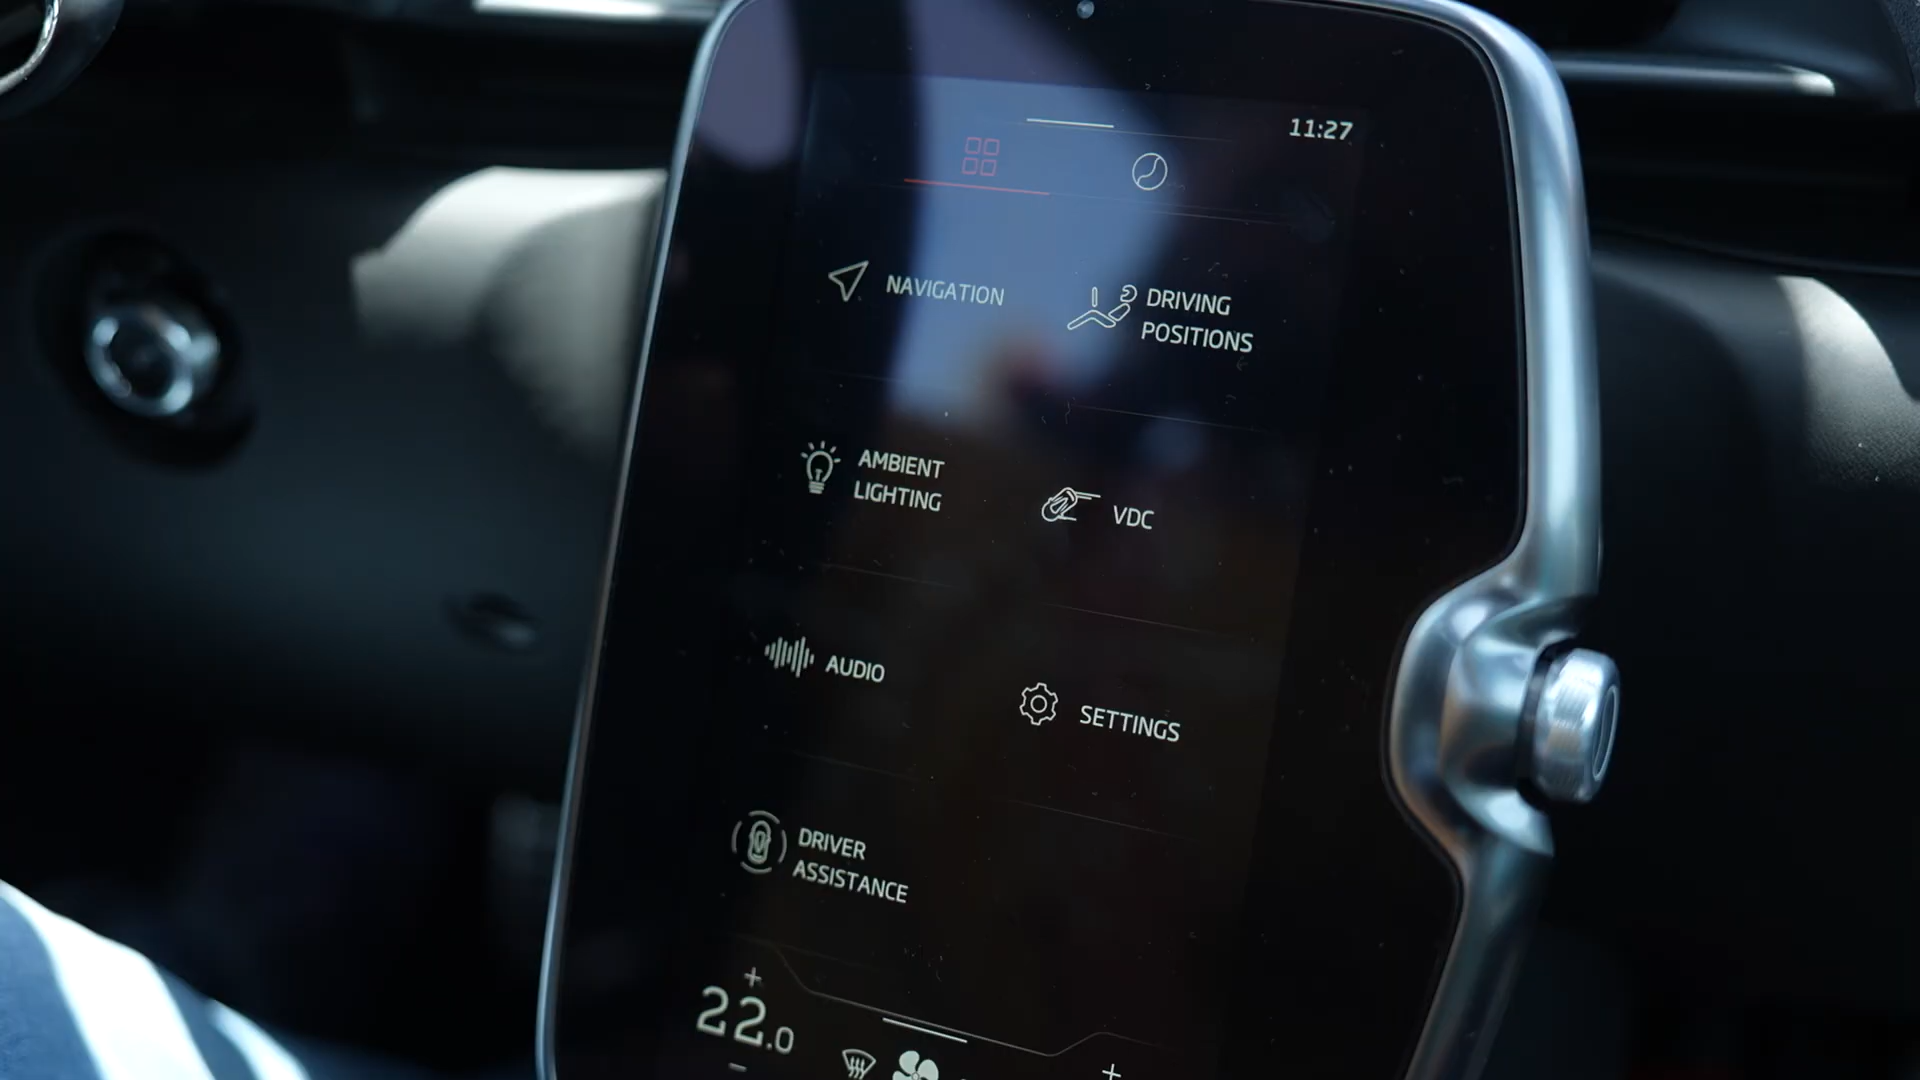 11:27
NAVIGATION
DRIVING
POSITIONS
AMBIENT
LIGHTING
VDC
AUDIO
SETTINGS
DRIVER
ASSISTANCE
+
22.0
-
+